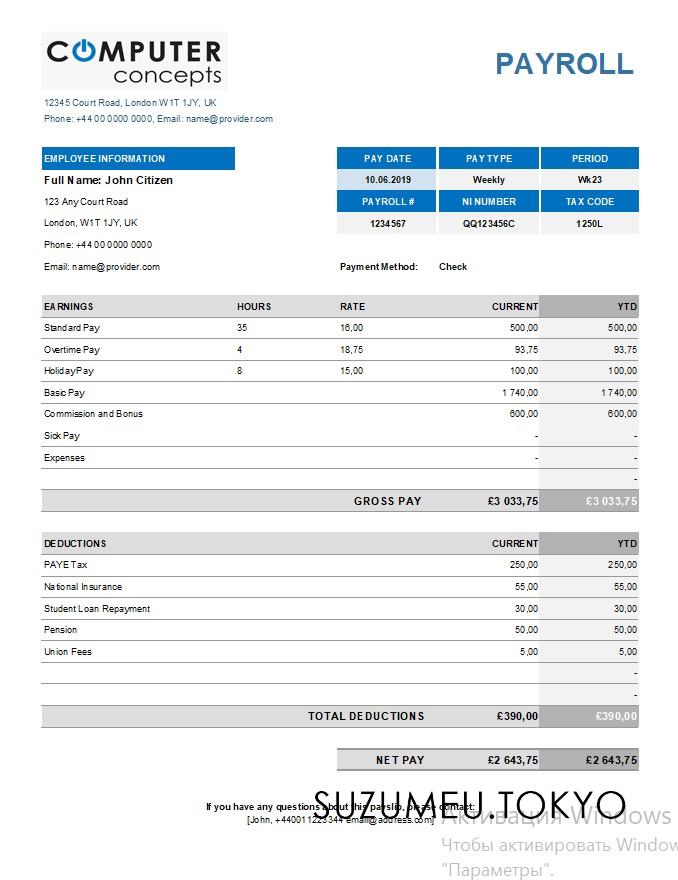 COMPUTER
concepts
PAYROLL
12345 Court Road, London W1T 1JY, UK
Phone: +44 00 0000 0000, Email: name@provider.com
EMPLOYEE INFORMATION PAY DATE PAY TYPE PERIOD
Full Name: John Citizen 10.06.2019 Weekly Wk23
123 Any Court Road PAYROLL # NI NUMBER TAX CODE
London, W1T 1JY, UK 1234567 QQ123456C 1250L
Phone: +44 00 0000 0000
Email: name@provider.com Payment Method: Check
EARNINGS HOURS RATE CURRENT YTD
Standard Pay 35 16,00 500,00 500,00
Overtime Pay 4 18,75 93,75 93,75
Holiday Pay 8 15,00 100,00 100,00
Basic Pay 1 740,00 1 740,00
Commission and Bonus 600,00 600,00
Sick Pay - -
Expenses - -
-
GROSS PAY £3 033,75 £3 033,75
DEDUCTIONS CURRENT YTD
PAYE Tax 250,00 250,00
National Insurance 55,00 55,00
Student Loan Repayment 30,00 30,00
Pension 50,00 50,00
Union Fees 5,00 5,00
-
-
TOTAL DEDUCTIONS £390,00 £390,00
NET PAY £2 643,75 £2 643,75
If you have any questions about this payslip, please contact:
[John, +440011223344 email@address.com]
SUZUMEU.TOKYO
Активация Windows
Чтобы активировать Window
"Параметры".